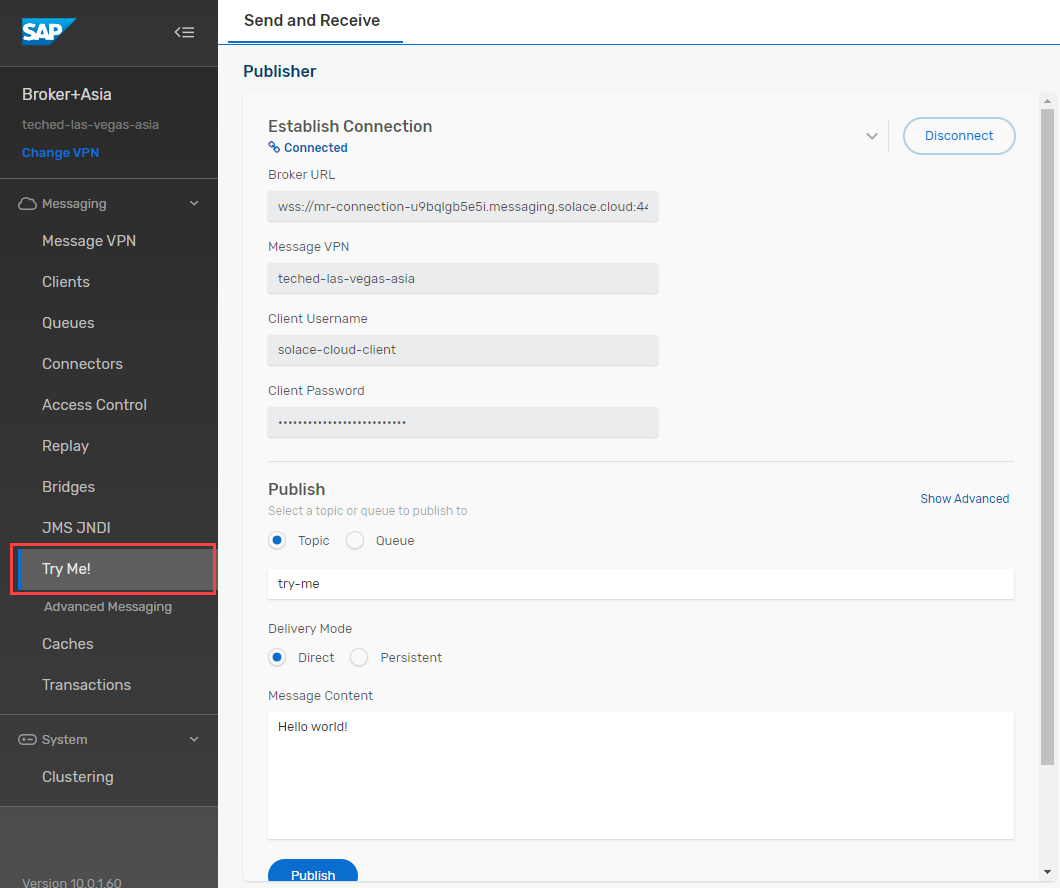 SAP
Broker+Asia
teched-las-vegas-asia
Change VPN
Messaging
Message VPN
Clients
Queues
Connectors
Access Control
Replay
Bridges
JMS JNDI
Try Me!
Advanced Messaging
Caches
Transactions
System
Clustering
Version 10.0.1.60
Send and Receive
Publisher
Establish Connection
Connected
Disconnect
Broker URL
wss://mr-connection-u9bqlgb5e5i.messaging.solace.cloud:44
Message VPN
teched-las-vegas-asia
Client Username
solace-cloud-client
Client Password
••••••••••••••••••••••••••
Publish
Show Advanced
Select a topic or queue to publish to
Topic Queue
try-me
Delivery Mode
Direct Persistent
Message Content
Hello world!
Publish